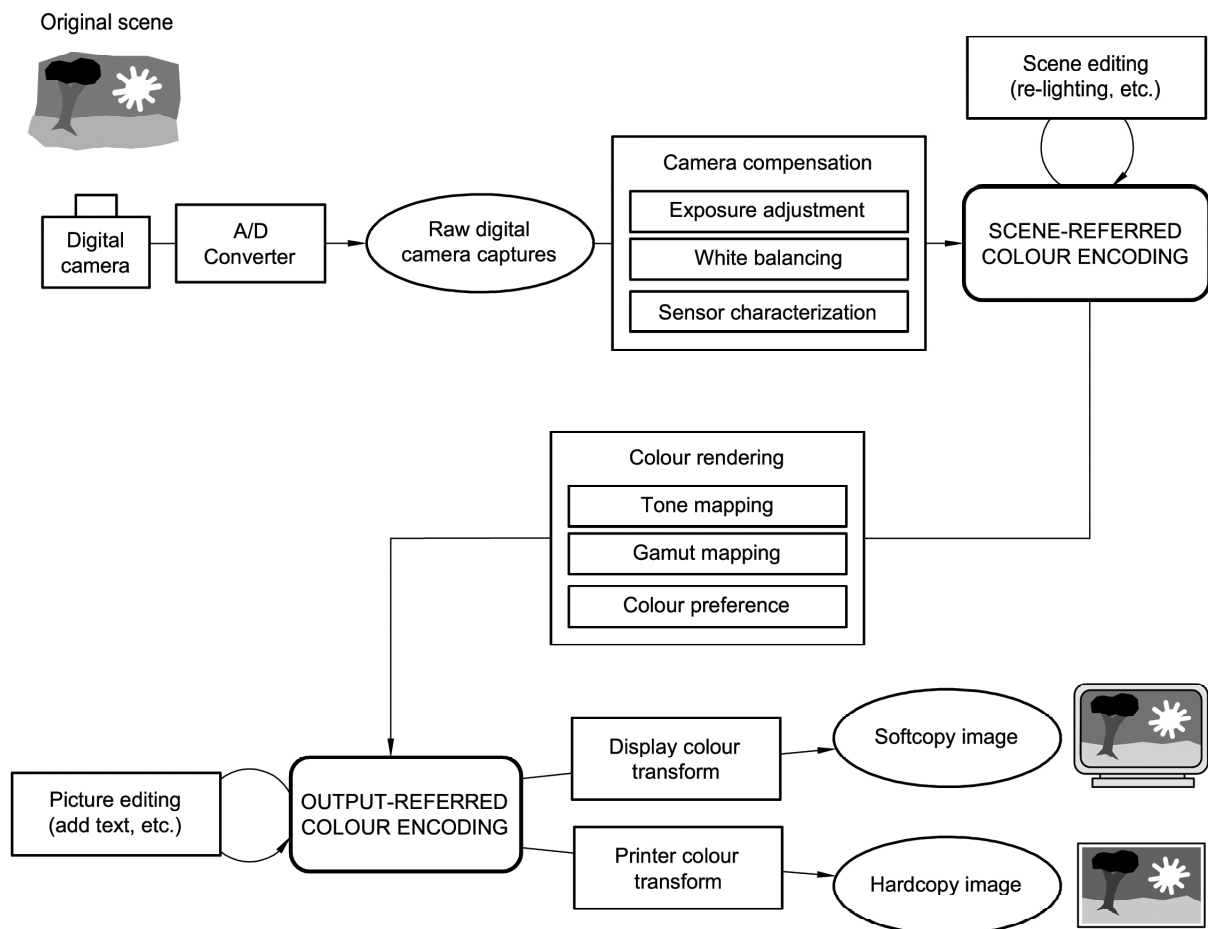 Original scene
Scene editing
(re-lighting, etc.)
Camera compensation
Exposure adjustment
White balancing
Sensor characterization
Digital
camera
A/D
Converter
Raw digital
camera captures
SCENE-REFERRED
COLOUR ENCODING
Colour rendering
Tone mapping
Gamut mapping
Colour preference
Picture editing
(add text, etc.)
OUTPUT-REFERRED
COLOUR ENCODING
Display colour
transform
Softcopy image
Printer colour
transform
Hardcopy image